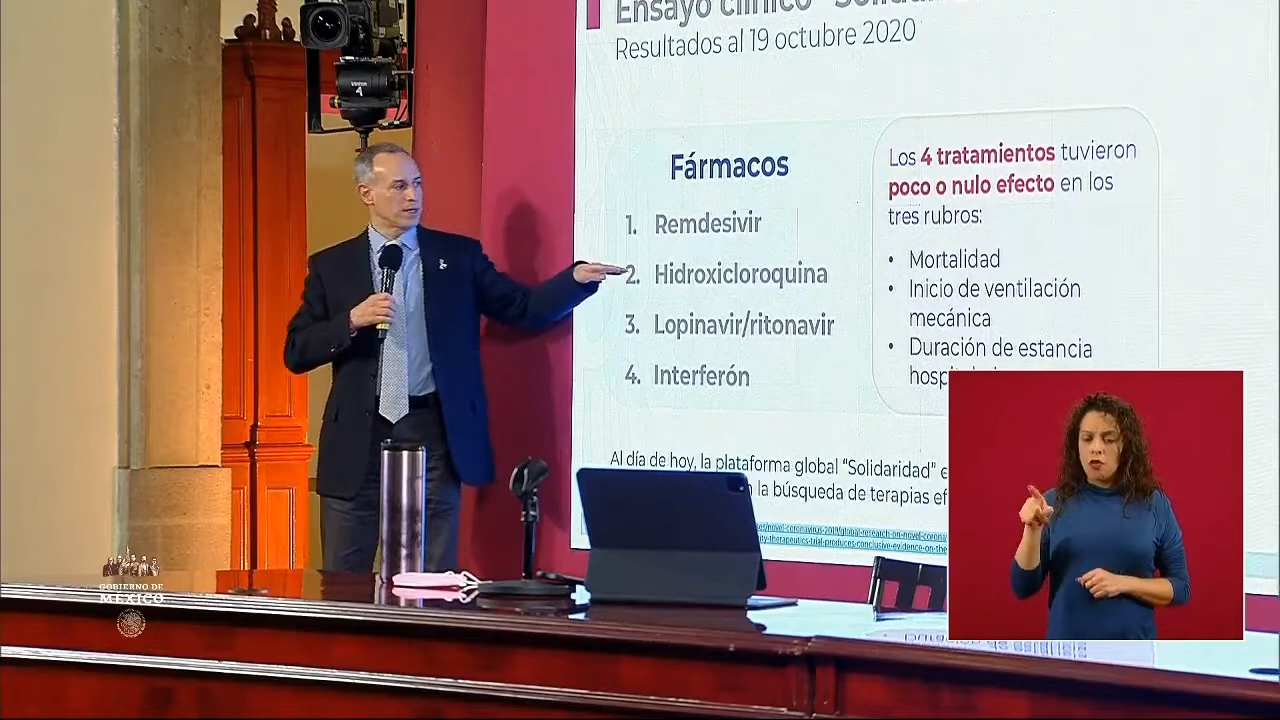 Ensayo clínico
Resultados al 19 octubre 2020
Fármacos
1. Remdesivir
2. Hidroxicloroquina
3. Lopinavir/ritonavir
4. Interferón
Los 4 tratamientos tuvieron
poco o nulo efecto en los
tres rubros:
• Mortalidad
• Inicio de ventilación
mecánica
• Duración de estancia
Al día de hoy, la plataforma global "Solidaridad"
la búsqueda de terapias
GOBIERNO DE
MÉXICO